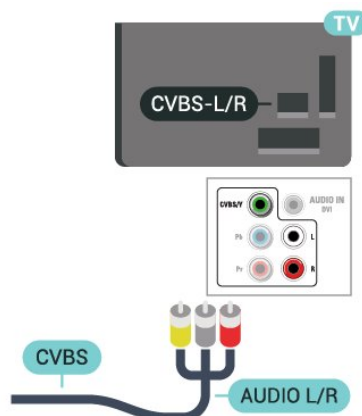 TV
CVBS-L/R
CVBS/Y
AUDIO IN
DVI
Pb
L
Pr
R
CVBS
AUDIO L/R